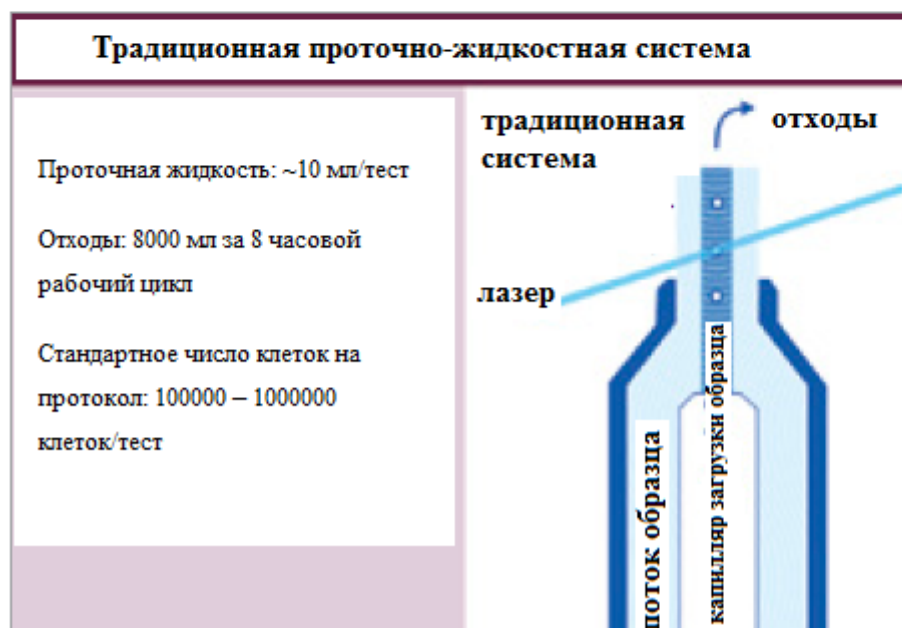 Традиционная проточно-жидкостная система
Проточная жидкость: ~10 мл/тест
Отходы: 8000 мл за 8 часовой
рабочий цикл
Стандартное число клеток на
протокол: 100000 – 1000000
клеток/тест
традиционная
система
отходы
лазер
поток образца
капилляр загрузки образца